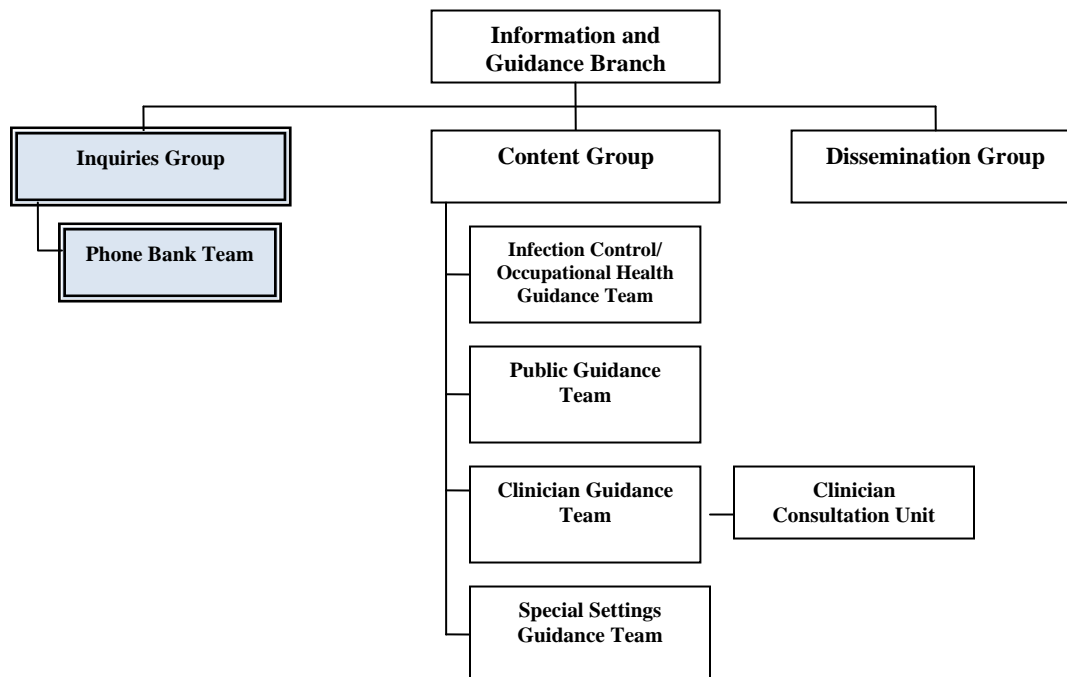 Information and
Guidance Branch
Inquiries Group
Content Group
Dissemination Group
Phone Bank Team
Infection Control/
Occupational Health
Guidance Team
Public Guidance
Team
Clinician Guidance
Team
Clinician
Consultation Unit
Special Settings
Guidance Team